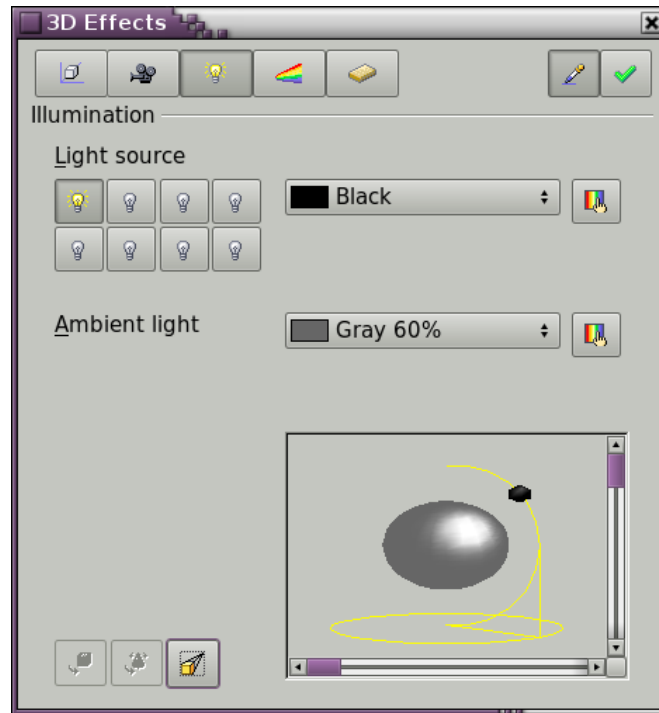 3D Effects
Illumination
Light source
Black
Ambient light
Gray 60%